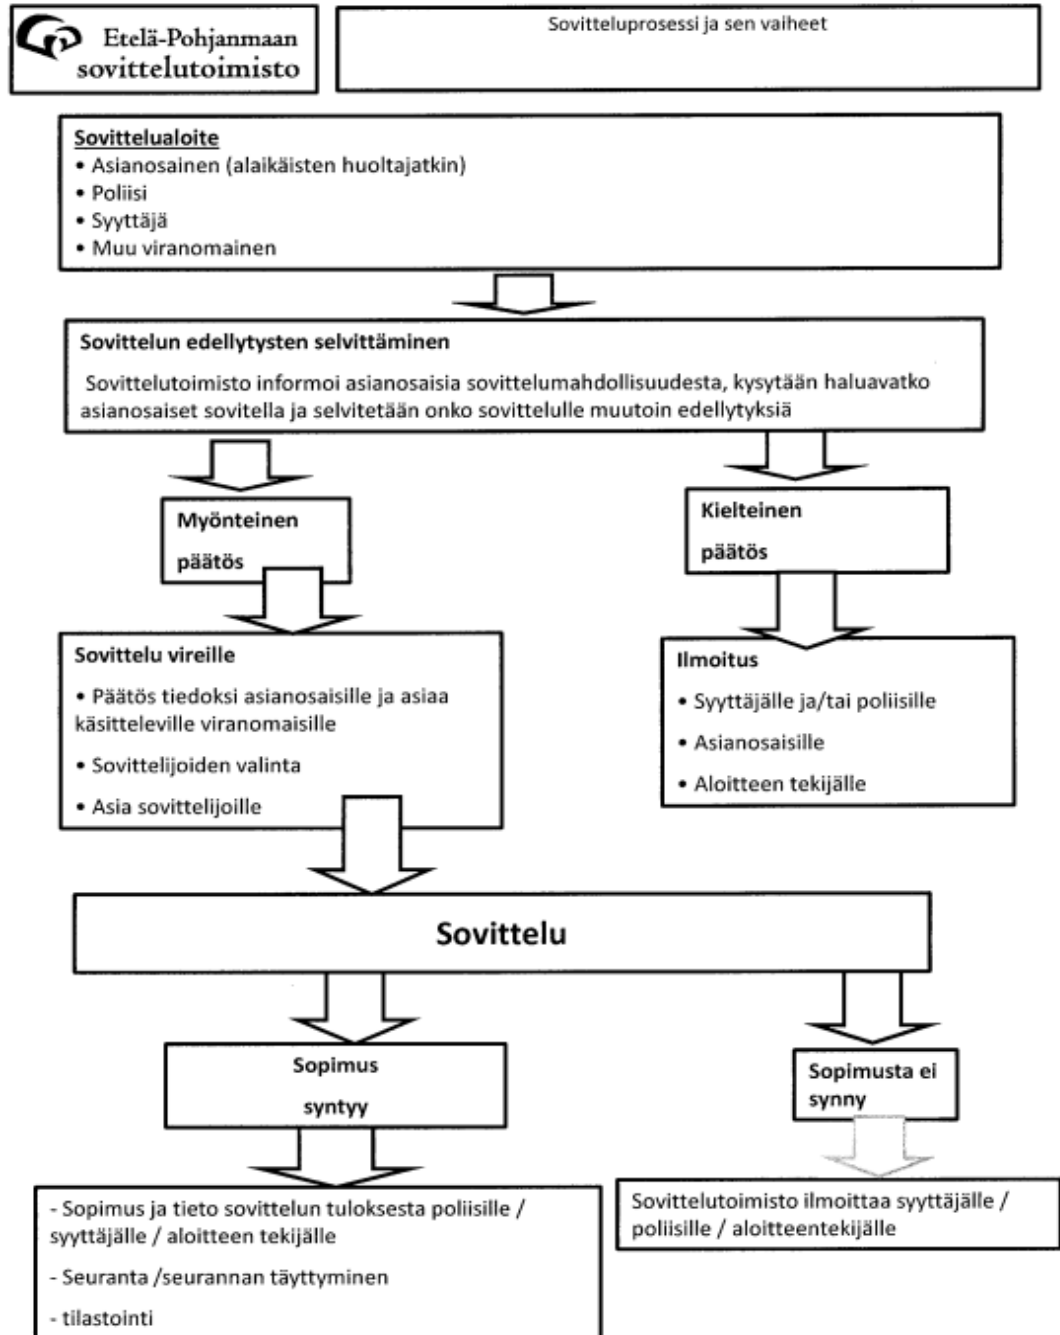 Etelä-Pohjanmaan
sovittelutoimisto
Sovitteluprosessi ja sen vaiheet
Sovittelualoite
• Asianosainen (alaikäisten huoltajatkin)
• Poliisi
• Syyttäjä
• Muu viranomainen
Sovittelun edellytysten selvittäminen
Sovittelutoimisto informoi asianosaisia sovittelumahdollisuudesta, kysytään haluavatko
asianosaiset sovitella ja selvitetään onko sovittelulle muutoin edellytyksiä
Myönteinen
päätös
Kielteinen
päätös
Sovittelu vireille
• Päätös tiedoksi asianosaisille ja asiaa
käsitteleville viranomaisille
• Sovittelijoiden valinta
• Asia sovittelijoille
Ilmoitus
• Syyttäjälle ja/tai poliisille
• Asianosaisille
• Aloitteen tekijälle
Sovittelu
Sopimus
syntyy
Sopimusta ei
synny
- Sopimus ja tieto sovittelun tuloksesta poliisille /
syyttäjälle / aloitteen tekijälle
- Seuranta /seurannan täyttyminen
- tilastointi
Sovittelutoimisto ilmoittaa syyttäjälle /
poliisille / aloitteentekijälle